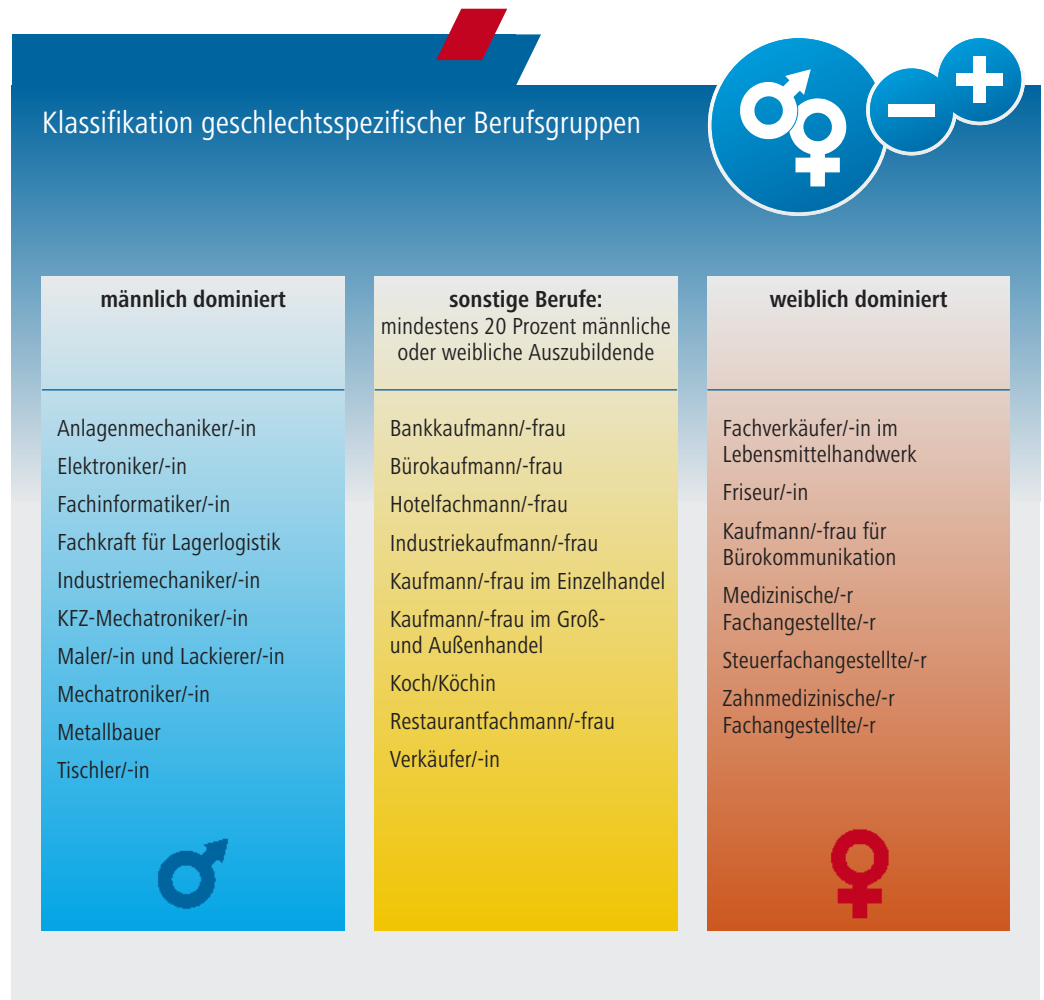 Klassifikation geschlechtsspezifischer Berufsgruppen
männlich dominiert
Anlagenmechaniker/-in
Elektroniker/-in
Fachinformatiker/-in
Fachkraft für Lagerlogistik
Industriemechaniker/-in
KFZ-Mechatroniker/-in
Maler/-in und Lackierer/-in
Mechatroniker/-in
Metallbauer
Tischler/-in
sonstige Berufe:
mindestens 20 Prozent männliche
oder weibliche Auszubildende
Bankkaufmann/-frau
Bürokaufmann/-frau
Hotelfachmann/-frau
Industriekaufmann/-frau
Kaufmann/-frau im Einzelhandel
Kaufmann/-frau im Groß-
und Außenhandel
Koch/Köchin
Restaurantfachmann/-frau
Verkäufer/-in
weiblich dominiert
Fachverkäufer/-in im
Lebensmittelhandwerk
Friseur/-in
Kaufmann/-frau für
Bürokommunikation
Medizinische/-r
Fachangestellte/-r
Steuerfachangestellte/-r
Zahnmedizinische/-r
Fachangestellte/-r